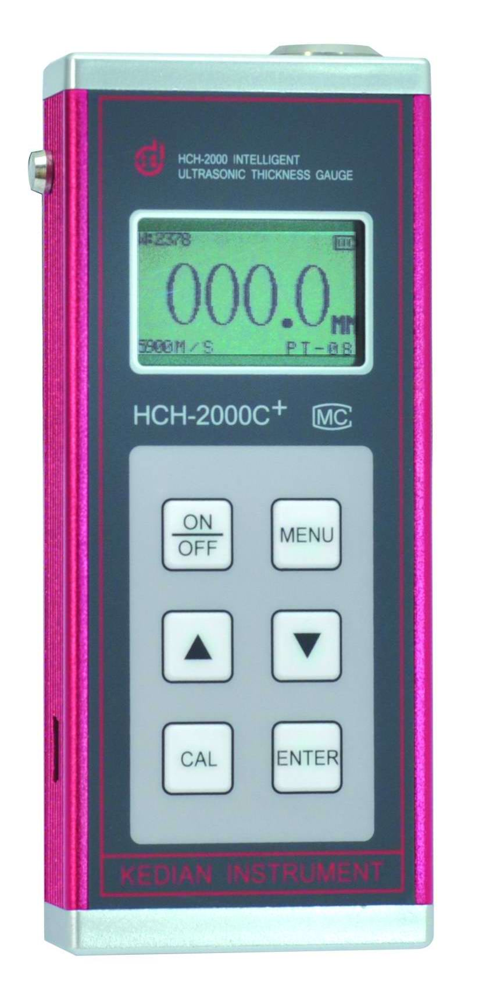 HCH-2000 INTELLIGENT
ULTRASONIC THICKNESS GAUGE
W:2378
000.0 MM
5900M/S PT-08
HCH-2000C+ MC
ON
OFF
MENU
▲ ▼
CAL
ENTER
KEDIAN INSTRUMENT